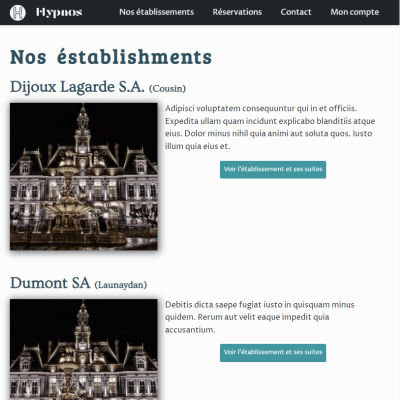 Hypnos
Nos établissements
Réservations
Contact
Mon compte
Nos éstablishments
Dijoux Lagarde S.A. (Cousin)
Adipisci voluptatem consequuntur qui in et officiis.
Expedita ullam quam incidunt explicabo blanditiis atque
eius. Dolor minus nihil quia animi aut soluta quos. Iusto
illum quia eius et.
Voir l'établissement et ses suites
Dumont SA (Launaydan)
Debitis dicta saepe fugiat iusto in quisquam minus
quidem. Rerum aut velit eaque impedit quia
accusantium.
Voir l'établissement et ses suites